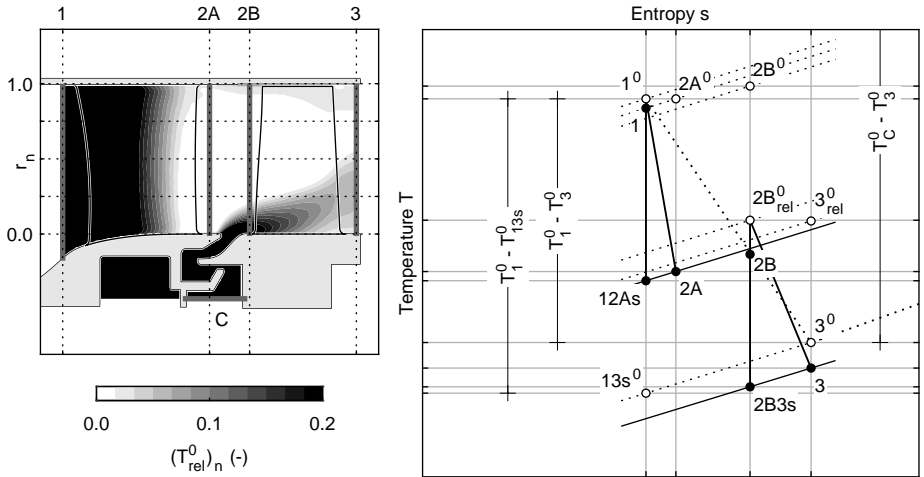 1 2A 2B 3
1.0
r_n
0.0
C
0.0 0.1 0.2
(T^0_rel)_n (-)
Entropy s
Temperature T
1^0 2A^0 2B^0
1
T^0_C - T^0_3
T^0_1 - T^0_3
T^0_1 - T^0_13s
2B^0_rel 3^0_rel
2B
12As 2A
3^0
13s^0
2B3s 3